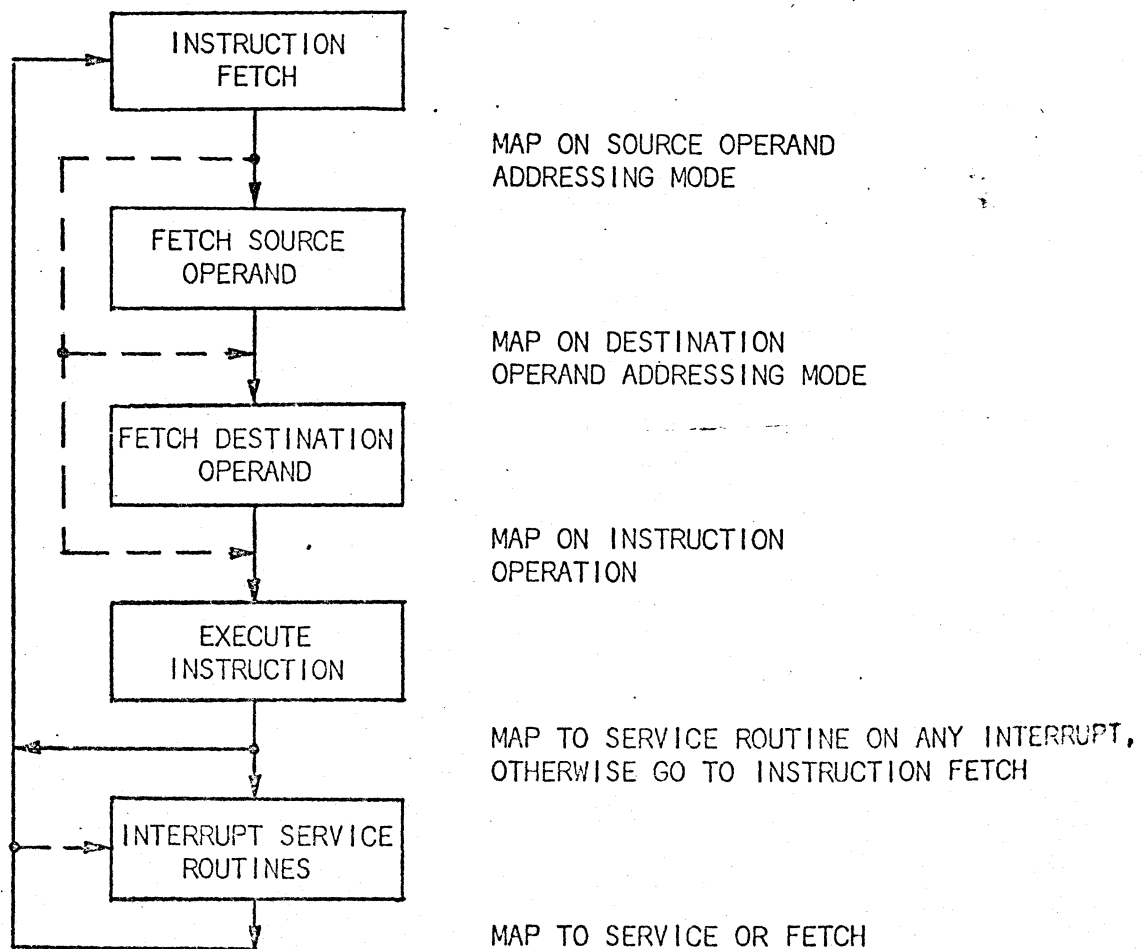 INSTRUCTION
FETCH
MAP ON SOURCE OPERAND
ADDRESSING MODE
FETCH SOURCE
OPERAND
MAP ON DESTINATION
OPERAND ADDRESSING MODE
FETCH DESTINATION
OPERAND
MAP ON INSTRUCTION
OPERATION
EXECUTE
INSTRUCTION
MAP TO SERVICE ROUTINE ON ANY INTERRUPT,
OTHERWISE GO TO INSTRUCTION FETCH
INTERRUPT SERVICE
ROUTINES
MAP TO SERVICE OR FETCH